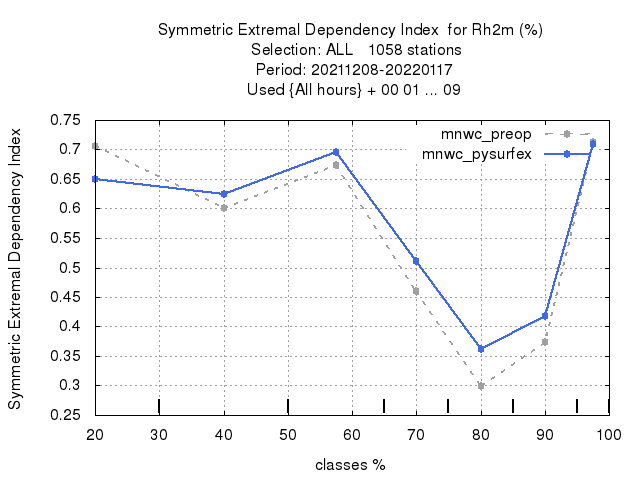 Symmetric Extremal Dependency Index  for Rh2m (%)
Selection: ALL   1058 stations
Period: 20211208-20220117
Used {All hours} + 00 01 ... 09
mnwc_preop
mnwc_pysurfex
Symmetric Extremal Dependency Index
0.75
0.7
0.65
0.6
0.55
0.5
0.45
0.4
0.35
0.3
0.25
20 30 40 50 60 70 80 90 100
classes %